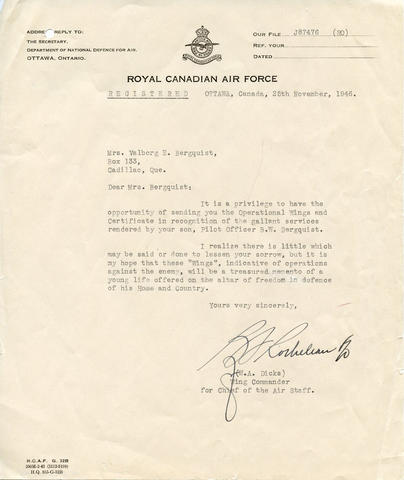 ADDRESS REPLY TO:
THE SECRETARY,
DEPARTMENT OF NATIONAL DEFENCE FOR AIR,
OTTAWA, ONTARIO.
OUR FILE J87476 (RO)
REF. YOUR
DATED
ROYAL CANADIAN AIR FORCE
REGISTERED OTTAWA, Canada, 28th November, 1946.
Mrs. Valborg E. Bergquist,
Box 133,
Cadillac, Que.
Dear Mrs. Bergquist:
It is a privilege to have the
opportunity of sending you the Operational Wings and
Certificate in recognition of the gallant services
rendered by your son, Pilot Officer B.W. Bergquist.
I realize there is little which
may be said or done to lessen your sorrow, but it is
my hope that these "Wings", indicative of operations
against the enemy, will be a treasured memento of a
young life offered on the altar of freedom in defence
of his Home and Country.
Yours very sincerely,
(W.A. Dicks)
Wing Commander
for Chief of the Air Staff.
R.C.A.F. G. 32B
H.Q. 885-G-32B